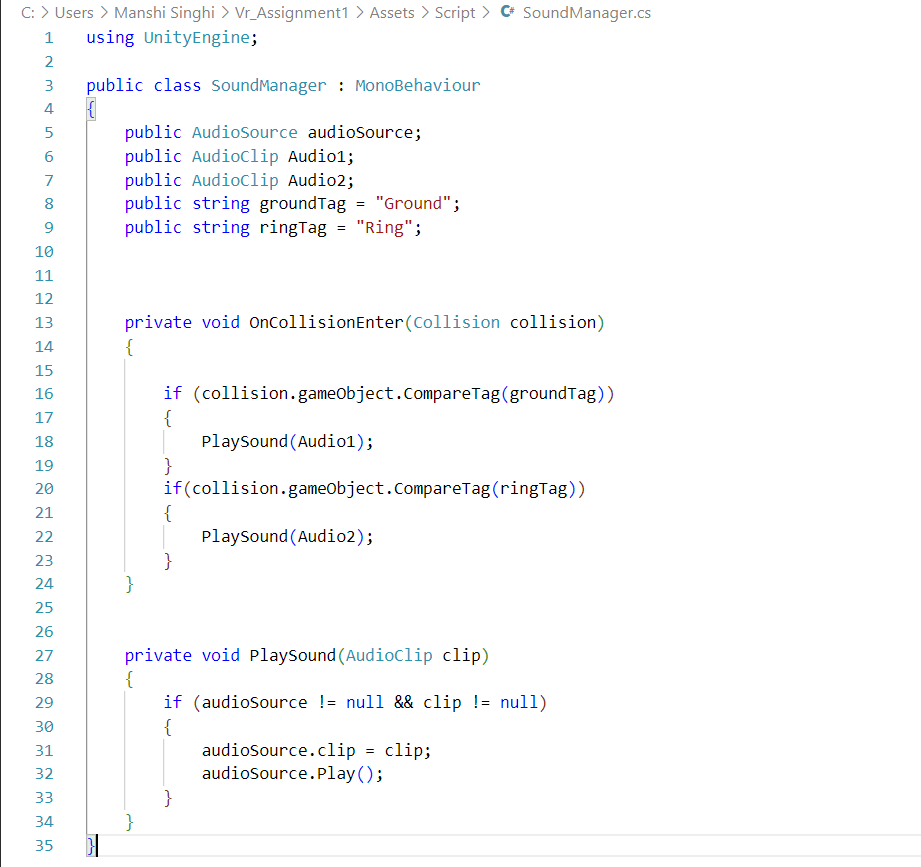 C: > Users > Manshi Singhi > Vr_Assignment1 > Assets > Script > C# SoundManager.cs
1 using UnityEngine;
2
3 public class SoundManager : MonoBehaviour
4 {
5     public AudioSource audioSource;
6     public AudioClip Audio1;
7     public AudioClip Audio2;
8     public string groundTag = "Ground";
9     public string ringTag = "Ring";
10
11
12
13     private void OnCollisionEnter(Collision collision)
14     {
15
16         if (collision.gameObject.CompareTag(groundTag))
17         {
18             PlaySound(Audio1);
19         }
20         if(collision.gameObject.CompareTag(ringTag))
21         {
22             PlaySound(Audio2);
23         }
24     }
25
26
27     private void PlaySound(AudioClip clip)
28     {
29         if (audioSource != null && clip != null)
30         {
31             audioSource.clip = clip;
32             audioSource.Play();
33         }
34     }
35 }